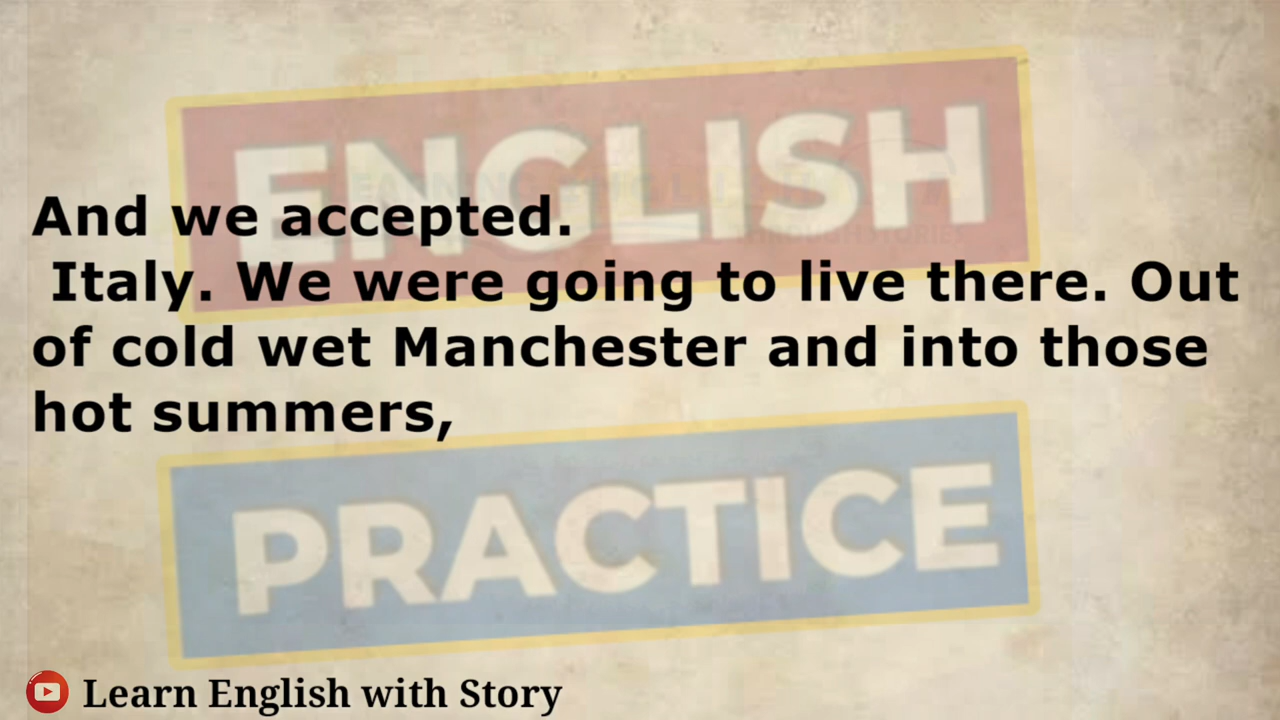 ENGLISH
And we accepted.
Italy. We were going to live there. Out
of cold wet Manchester and into those
hot summers,
PRACTICE
Learn English with Story